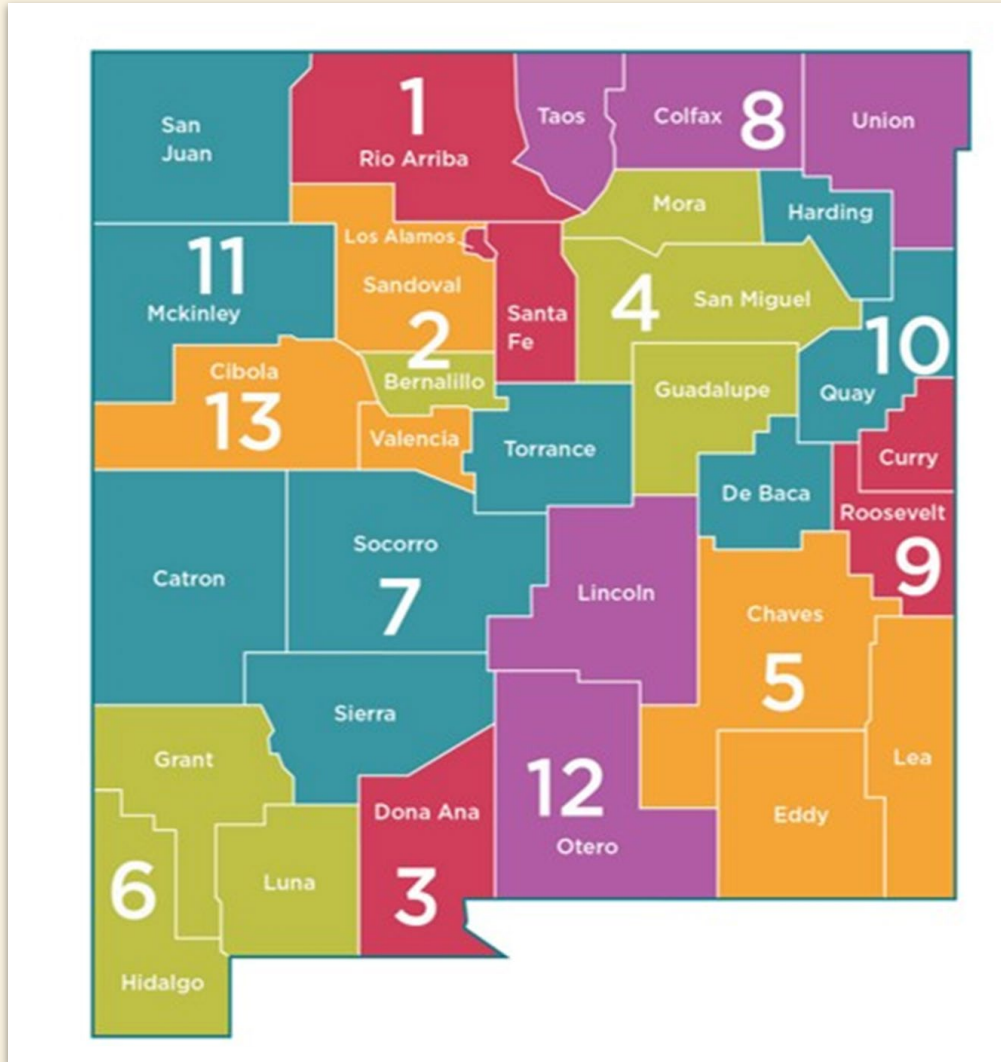 San
Juan
1
Rio Arriba
Taos
Colfax
8
Union
11
Mckinley
Los Alamos
Sandoval
2
Santa
Fe
Mora
Harding
4
San Miguel
10
Cibola
13
Bernalillo
Valencia
Torrance
Guadalupe
Quay
Curry
De Baca
Roosevelt
9
Catron
Socorro
7
Lincoln
Chaves
5
Sierra
Grant
Dona Ana
3
12
Otero
Eddy
Lea
6
Luna
Hidalgo